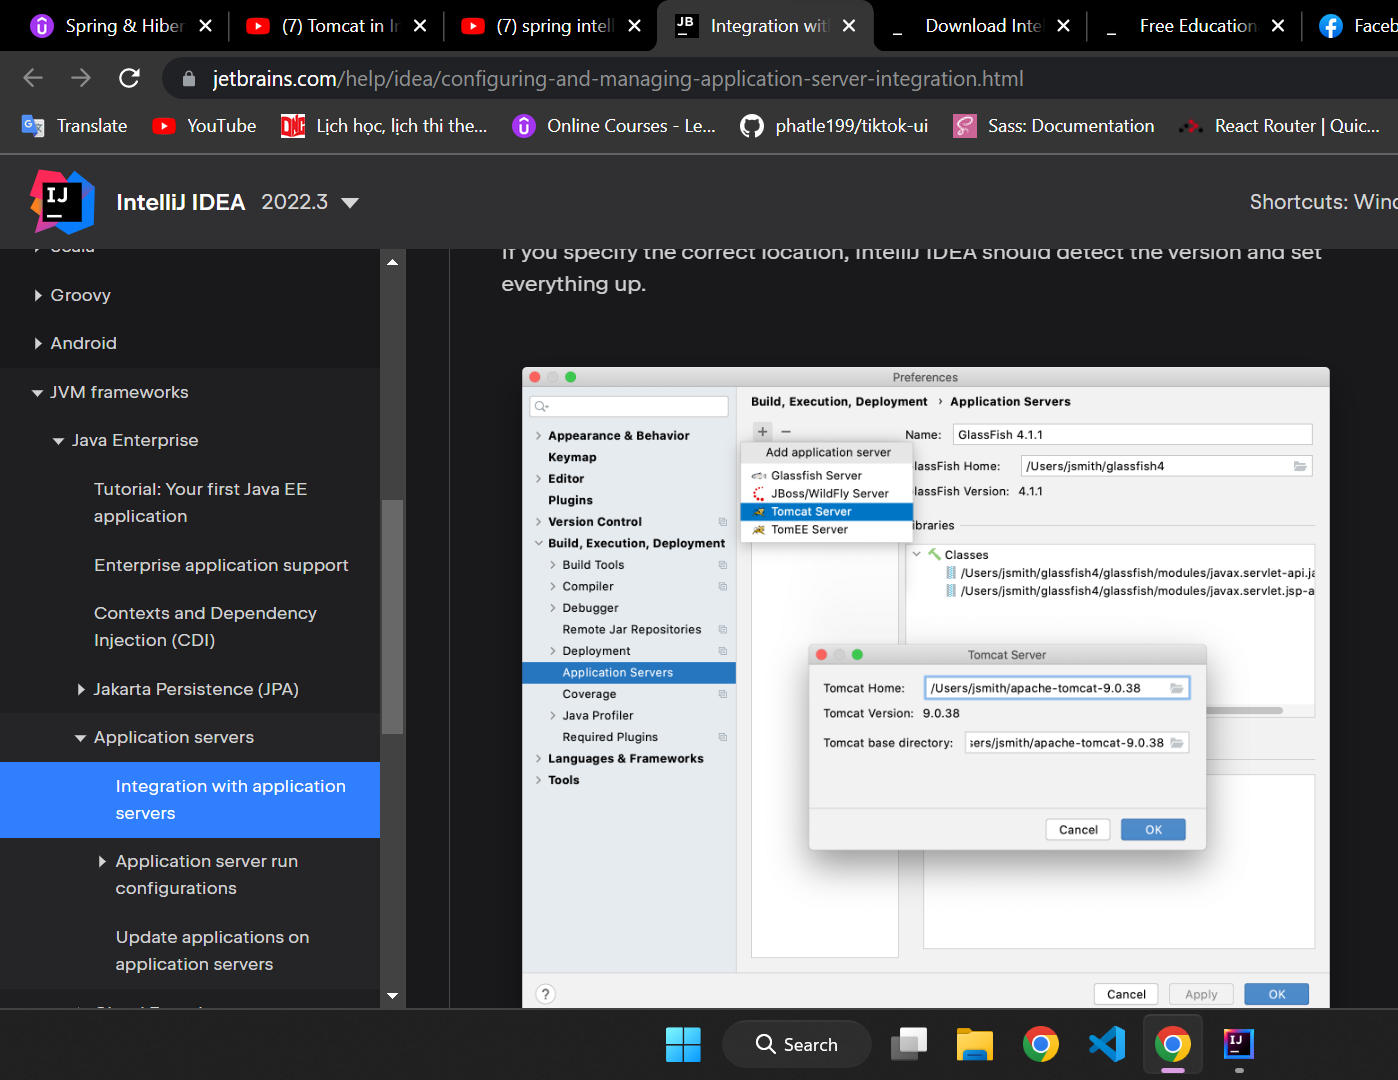 Spring & Hiber
(7) Tomcat in I
(7) spring intell
JB
Integration with
Download Intel
Free Education
Faceb
jetbrains.com/help/idea/configuring-and-managing-application-server-integration.html
Translate
YouTube
Lịch học, lịch thi the...
Online Courses - Le...
phatle199/tiktok-ui
Sass: Documentation
React Router | Quic...
IJ
IntelliJ IDEA
2022.3
Shortcuts: Wind
Scala
Groovy
Android
JVM frameworks
Java Enterprise
Tutorial: Your first Java EE
application
Enterprise application support
Contexts and Dependency
Injection (CDI)
Jakarta Persistence (JPA)
Application servers
Integration with application
servers
Application server run
configurations
Update applications on
application servers
If you specify the correct location, IntelliJ IDEA should detect the version and set
everything up.
Preferences
Appearance & Behavior
Keymap
Editor
Plugins
Version Control
Build, Execution, Deployment
Build Tools
Compiler
Debugger
Remote Jar Repositories
Deployment
Application Servers
Coverage
Java Profiler
Required Plugins
Languages & Frameworks
Tools
Build, Execution, Deployment › Application Servers
+ −
Add application server
Glassfish Server
JBoss/WildFly Server
Tomcat Server
TomEE Server
Name: GlassFish 4.1.1
lassFish Home: /Users/jsmith/glassfish4
lassFish Version: 4.1.1
ibraries
Classes
/Users/jsmith/glassfish4/glassfish/modules/javax.servlet-api.ja
/Users/jsmith/glassfish4/glassfish/modules/javax.servlet.jsp-a
Tomcat Server
Tomcat Home: /Users/jsmith/apache-tomcat-9.0.38
Tomcat Version: 9.0.38
Tomcat base directory: sers/jsmith/apache-tomcat-9.0.38
Cancel
OK
?
Cancel
Apply
OK
Search
IJ